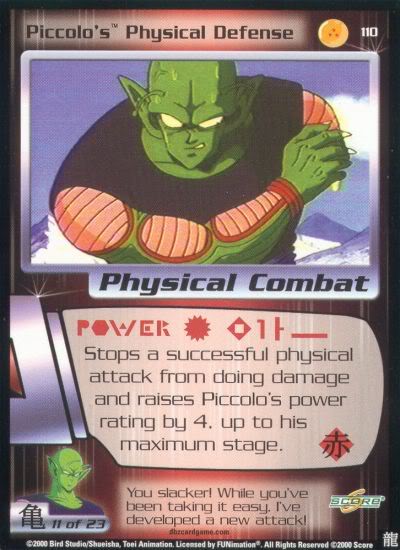 Piccolo's™ Physical Defense
110
Physical Combat
POWER
Stops a successful physical
attack from doing damage
and raises Piccolo's power
rating by 4, up to his
maximum stage.
赤
SCORE
亀 11 of 23
You slacker! While you've
been taking it easy, I've
developed a new attack!
龍
dbzcardgame.com
©2000 Bird Studio/Shueisha, Toei Animation. Licensed by FUNimation®. All Rights Reserved ©2000 Score